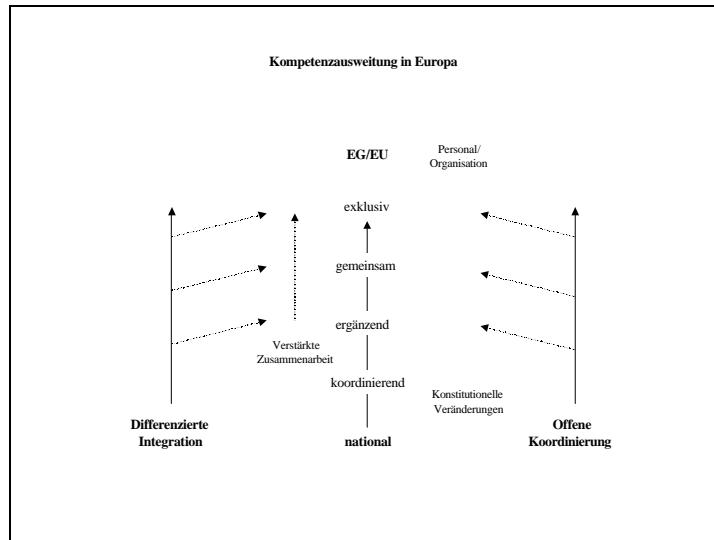 Kompetenzausweitung in Europa
EG/EU
Personal/
Organisation
exklusiv
gemeinsam
ergänzend
Verstärkte
Zusammenarbeit
koordinierend
Konstitutionelle
Veränderungen
Differenzierte
Integration
national
Offene
Koordinierung